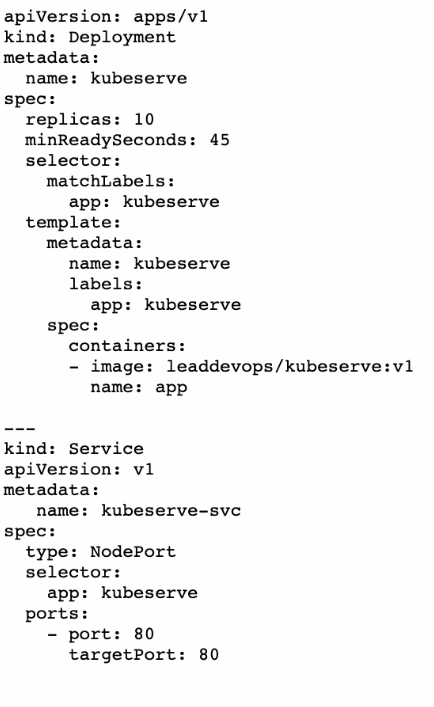 apiVersion: apps/v1
kind: Deployment
metadata:
  name: kubeserve
spec:
  replicas: 10
  minReadySeconds: 45
  selector:
    matchLabels:
      app: kubeserve
  template:
    metadata:
      name: kubeserve
      labels:
        app: kubeserve
    spec:
      containers:
      - image: leaddevops/kubeserve:v1
        name: app

---
kind: Service
apiVersion: v1
metadata:
   name: kubeserve-svc
spec:
  type: NodePort
  selector:
    app: kubeserve
  ports:
    - port: 80
      targetPort: 80